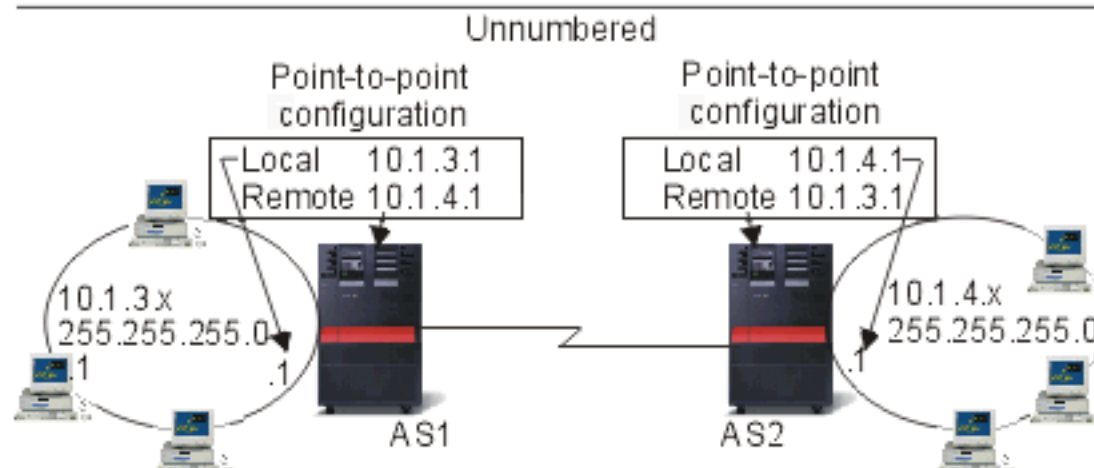 Unnumbered
Point-to-point
configuration
Local 10.1.3.1
Remote 10.1.4.1
Point-to-point
configuration
Local 10.1.4.1
Remote 10.1.3.1
10.1.3.x
255.255.255.0
.1
.1
AS1
10.1.4.x
255.255.255.0
.1
AS2